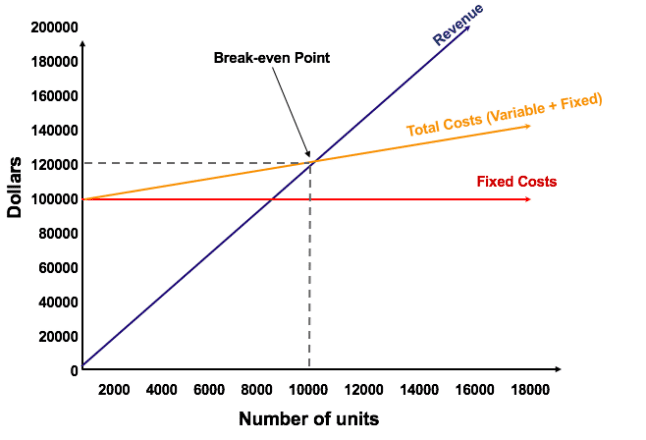 200000
Revenue
180000
Break-even Point
160000
140000
Total Costs (Variable + Fixed)
120000
100000
Fixed Costs
80000
60000
40000
20000
0
Dollars
2000 4000 6000 8000 10000 12000 14000 16000 18000
Number of units